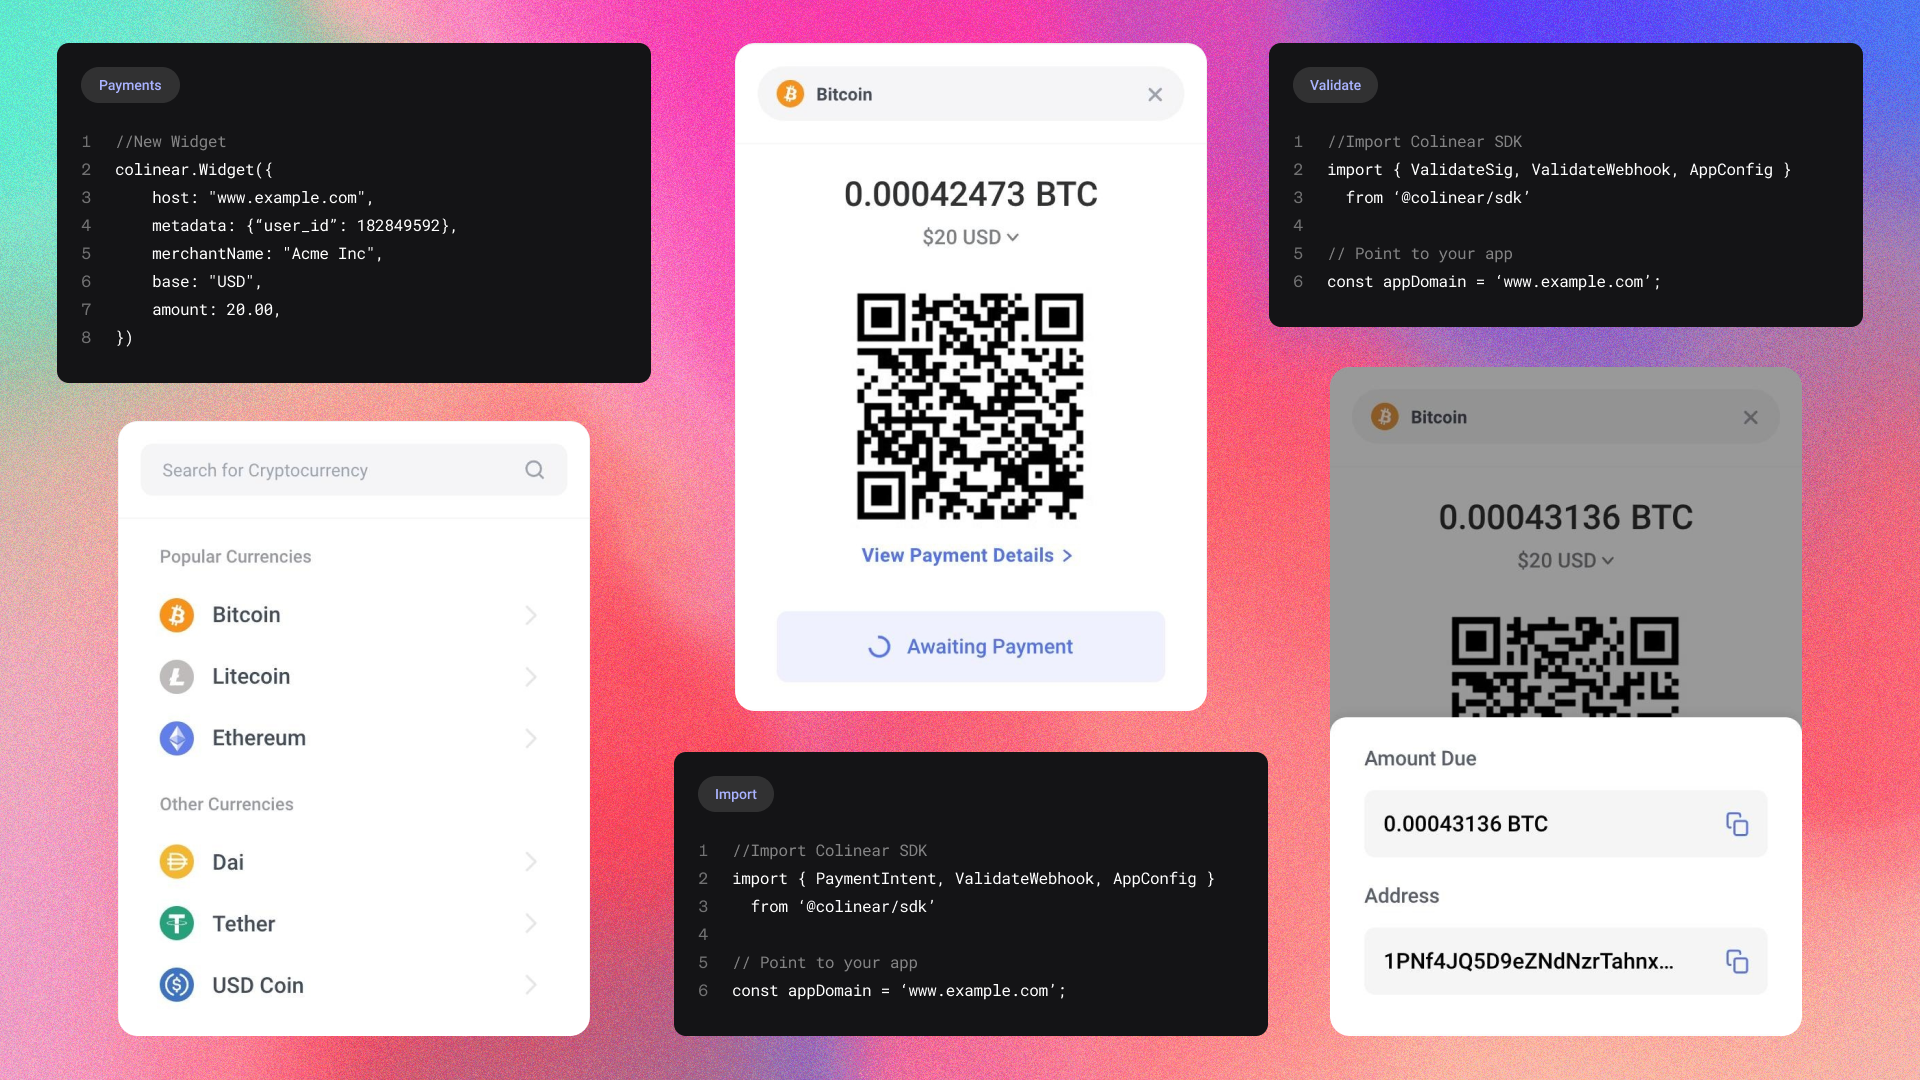 Payments
1 //New Widget
2 colinear.Widget({
3 host: "www.example.com",
4 metadata: {“user_id”: 182849592},
5 merchantName: "Acme Inc",
6 base: "USD",
7 amount: 20.00,
8 })
Search for Cryptocurrency
Popular Currencies
Bitcoin
Litecoin
Ethereum
Other Currencies
Dai
Tether
USD Coin
Bitcoin
0.00042473 BTC
$20 USD
View Payment Details >
Awaiting Payment
Import
1 //Import Colinear SDK
2 import { PaymentIntent, ValidateWebhook, AppConfig }
3 from ‘@colinear/sdk’
4
5 // Point to your app
6 const appDomain = ‘www.example.com’;
Validate
1 //Import Colinear SDK
2 import { ValidateSig, ValidateWebhook, AppConfig }
3 from ‘@colinear/sdk’
4
5 // Point to your app
6 const appDomain = ‘www.example.com’;
Bitcoin
0.00043136 BTC
$20 USD
Amount Due
0.00043136 BTC
Address
1PNf4JQ5D9eZNdNzrTahnx...